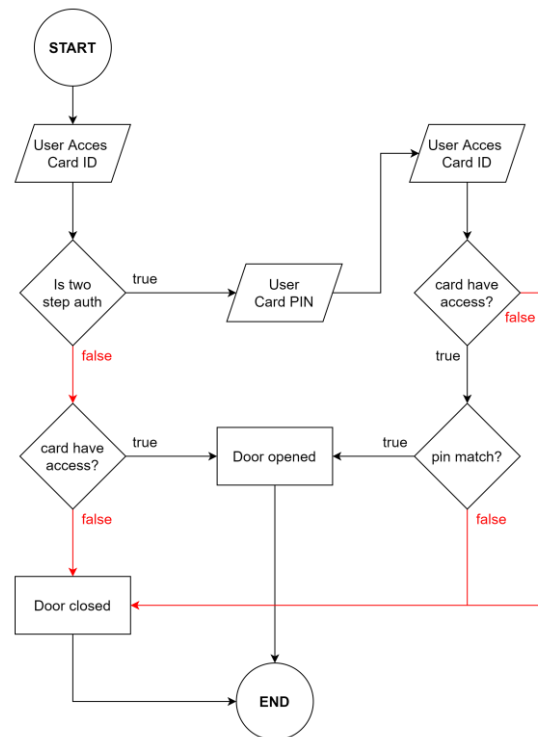 START
User Acces
Card ID
User Acces
Card ID
Is two
step auth
true
User
Card PIN
card have
access?
false
false
true
card have
access?
true
Door opened
true
pin match?
false
false
Door closed
END